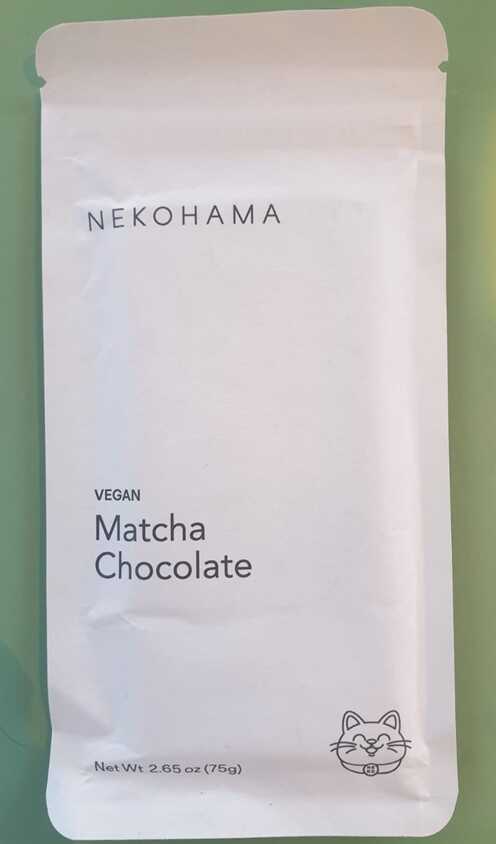 NEKOHAMA
VEGAN
Matcha
Chocolate
Net Wt 2.65 oz (75g)